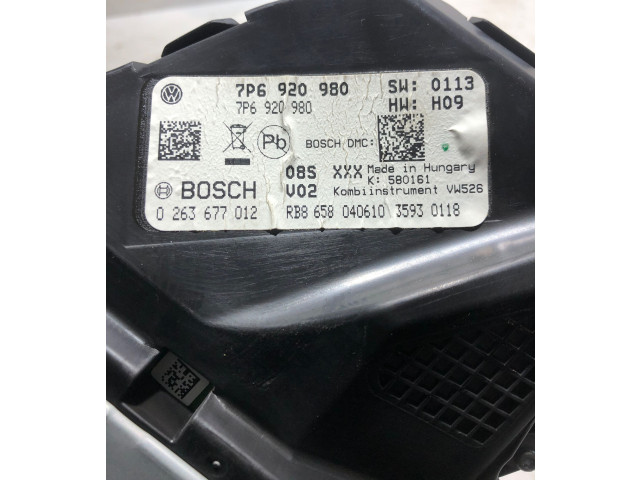 7P6 920 980 SW: 0113
7P6 920 980 HW: H09
Pb BOSCH DMC:
08S XXX Made in Hungary
K: 580161
BOSCH V02 Kombiinstrument VW526
0 263 677 012 RB8 658 040610 3593 0118